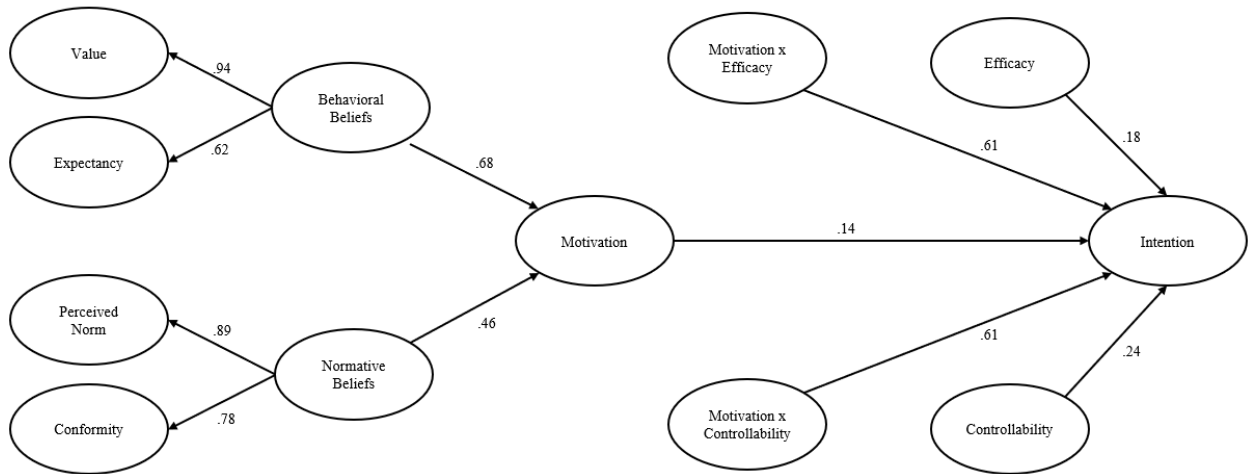 Value
.94
Expectancy
.62
Behavioral
Beliefs
.68
Perceived
Norm
.89
Conformity
.78
Normative
Beliefs
.46
Motivation
.14
Motivation x
Efficacy
.61
Efficacy
.18
Intention
Motivation x
Controllability
.61
Controllability
.24